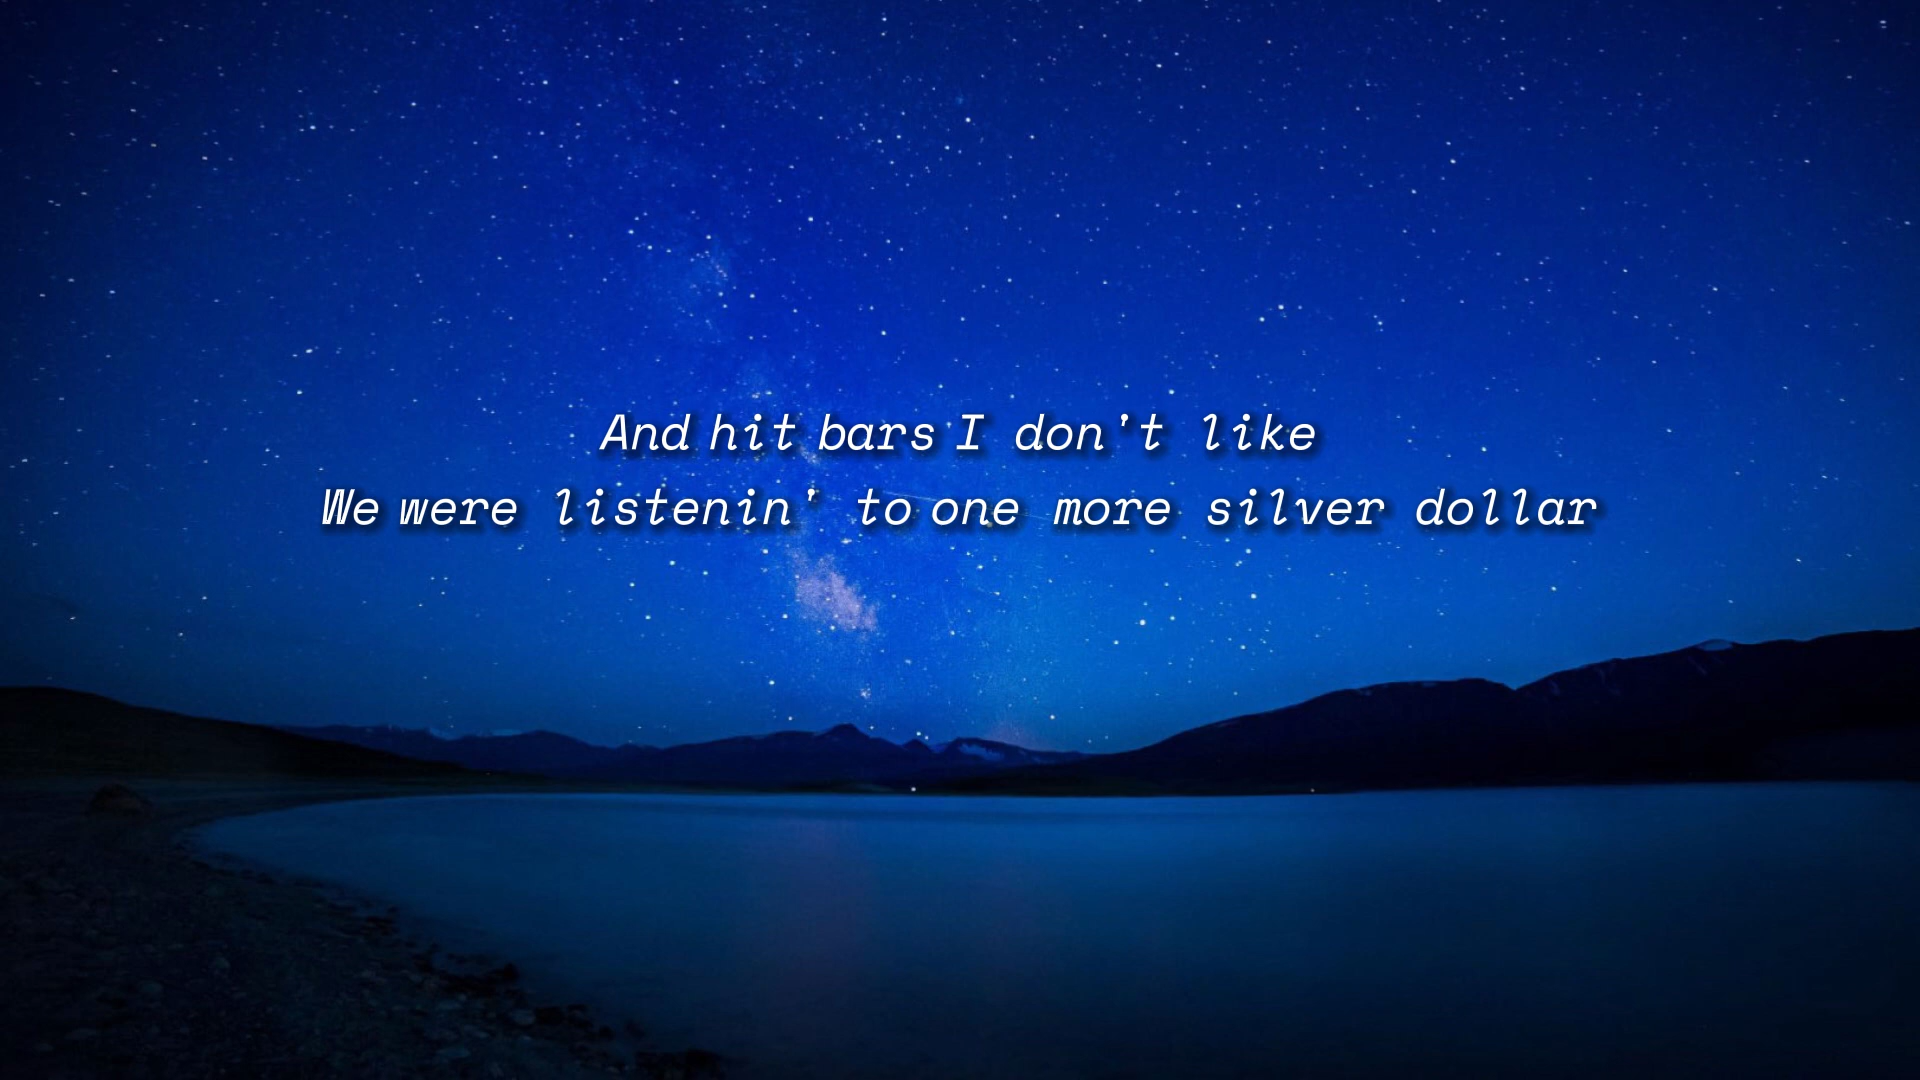 And hit bars I don't like
We were listenin' to one more silver dollar